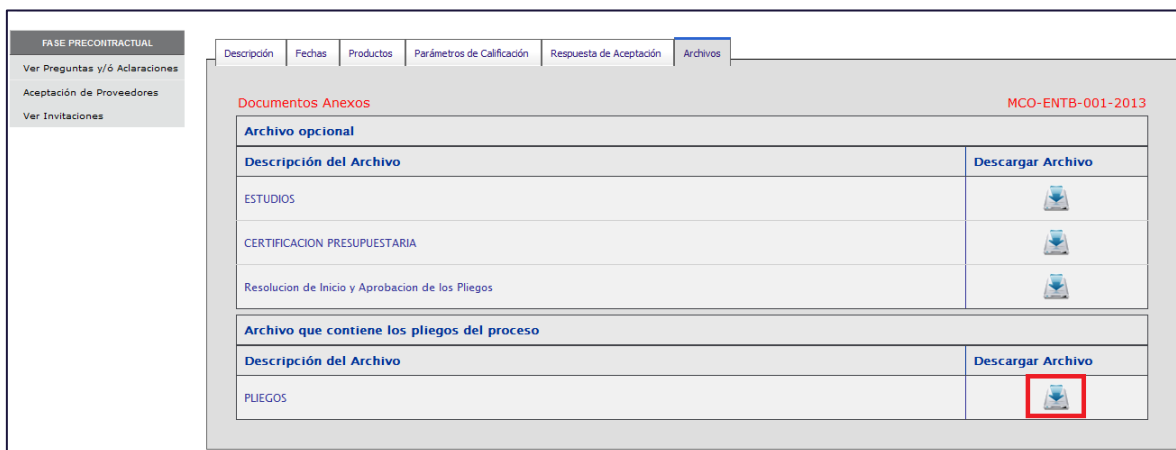 FASE PRECONTRACTUAL
Ver Preguntas y/ó Aclaraciones
Aceptación de Proveedores
Ver Invitaciones
Descripción Fechas Productos Parámetros de Calificación Respuesta de Aceptación Archivos
Documentos Anexos MCO-ENTB-001-2013
Archivo opcional
Descripción del Archivo Descargar Archivo
ESTUDIOS
CERTIFICACION PRESUPUESTARIA
Resolucion de Inicio y Aprobacion de los Pliegos
Archivo que contiene los pliegos del proceso
Descripción del Archivo Descargar Archivo
PLIEGOS